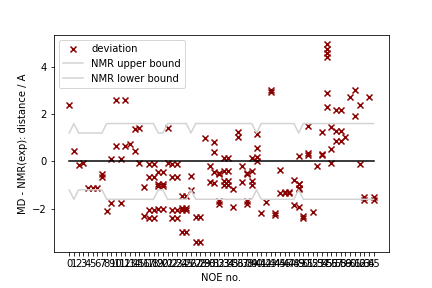 deviation
NMR upper bound
NMR lower bound
MD - NMR(exp): distance / A
4
2
0
−2
NOE no.